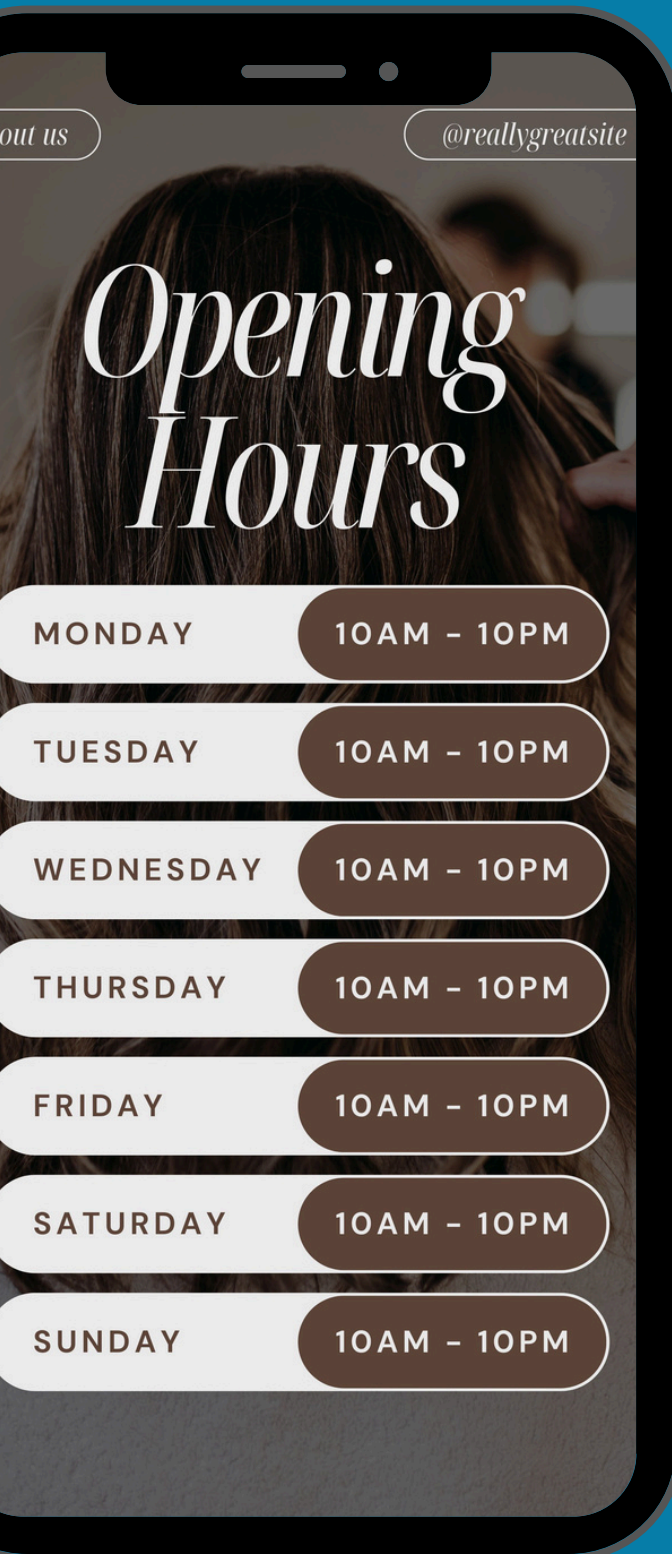 out us
@reallygreatsite
Opening
Hours
MONDAY 10AM - 10PM
TUESDAY 10AM - 10PM
WEDNESDAY 10AM - 10PM
THURSDAY 10AM - 10PM
FRIDAY 10AM - 10PM
SATURDAY 10AM - 10PM
SUNDAY 10AM - 10PM